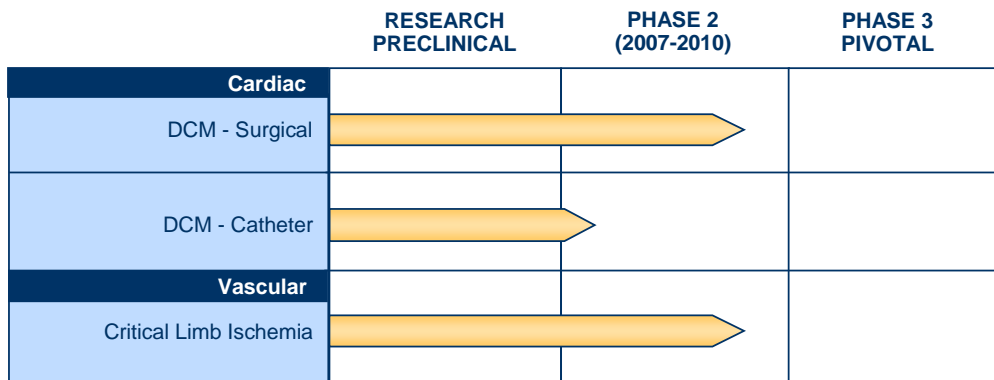 RESEARCH
PRECLINICAL
PHASE 2
(2007-2010)
PHASE 3
PIVOTAL
Cardiac
DCM - Surgical
DCM - Catheter
Vascular
Critical Limb Ischemia